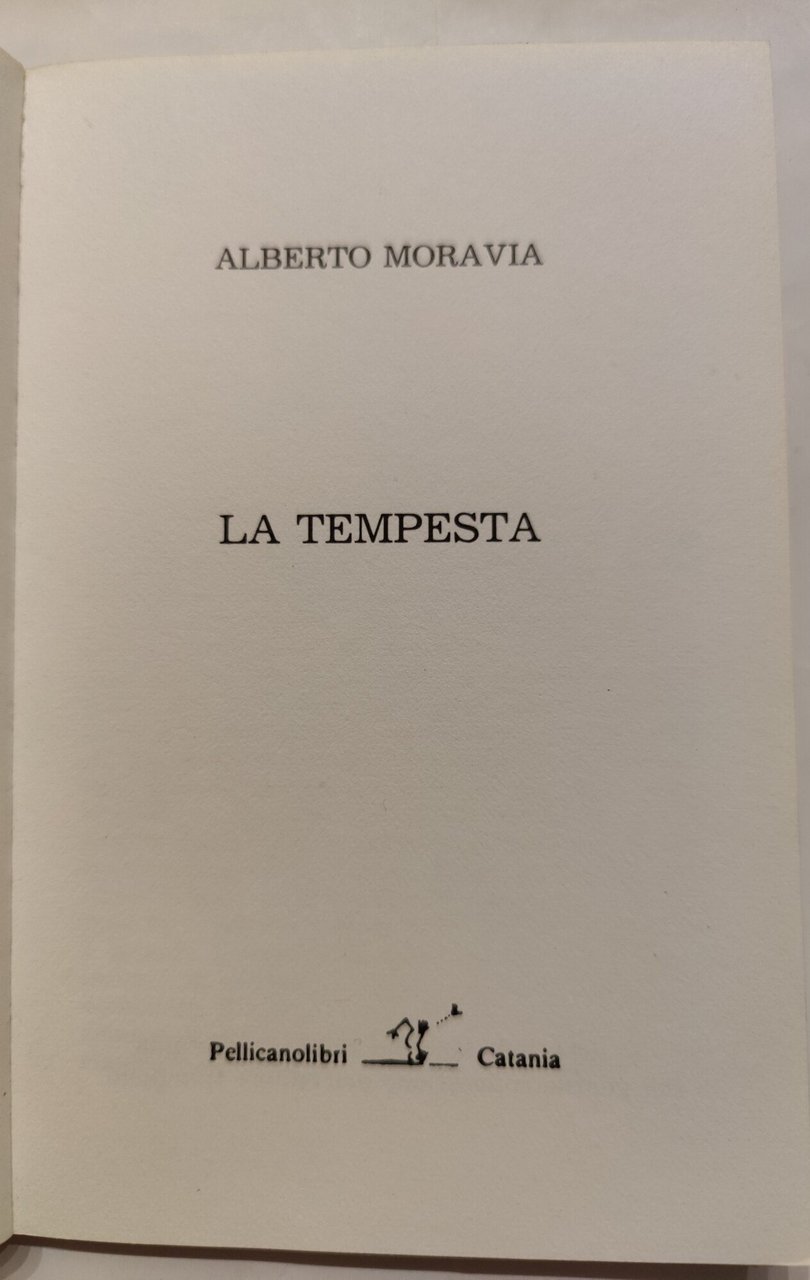 ALBERTO MORAVIA
LA TEMPESTA
Pellicanolibri Catania